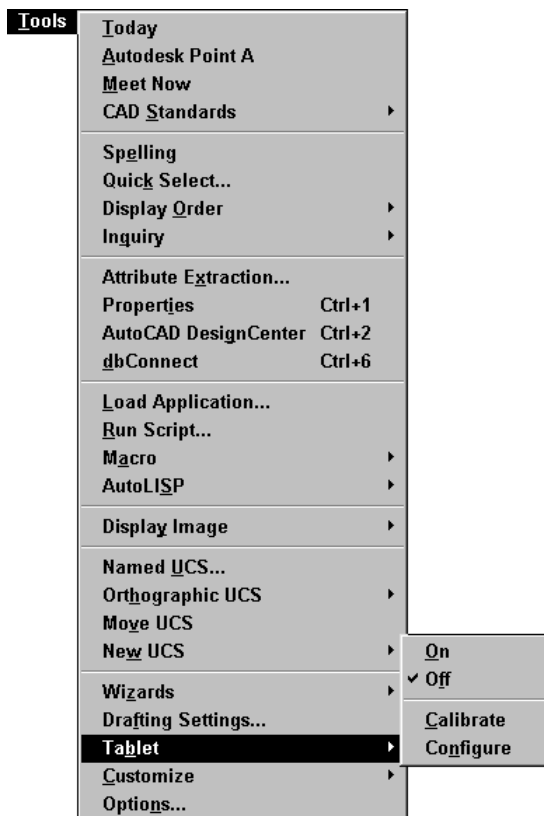 Tools
Today
Autodesk Point A
Meet Now
CAD Standards
Spelling
Quick Select...
Display Order
Inquiry
Attribute Extraction...
Properties Ctrl+1
AutoCAD DesignCenter Ctrl+2
dbConnect Ctrl+6
Load Application...
Run Script...
Macro
AutoLISP
Display Image
Named UCS...
Orthographic UCS
Move UCS
New UCS
Wizards
Drafting Settings...
Tablet
Customize
Options...
On
Off
Calibrate
Configure